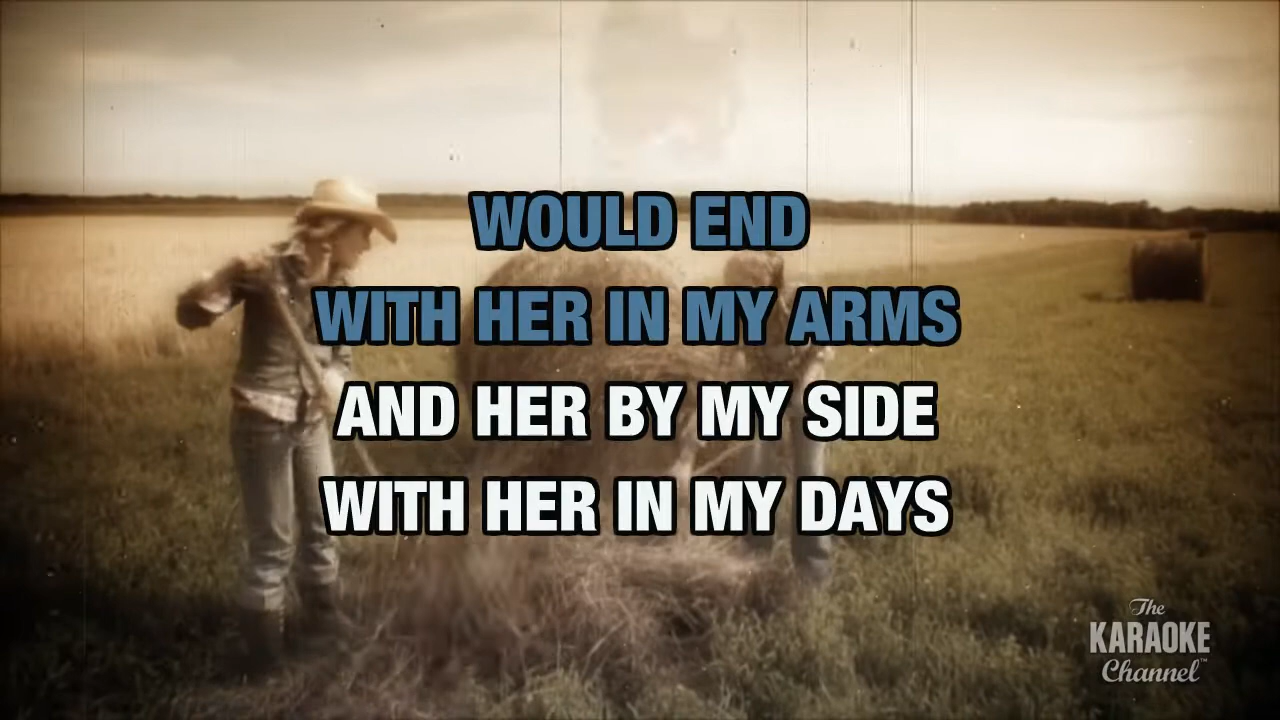 WOULD END
WITH HER IN MY ARMS
AND HER BY MY SIDE
WITH HER IN MY DAYS
The
KARAOKE
Channel™